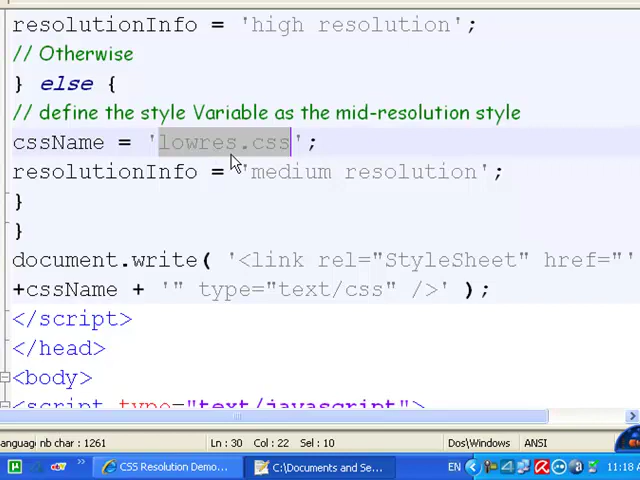 resolutionInfo = 'high resolution';
// Otherwise
} else {
// define the style Variable as the mid-resolution style
cssName = 'lowres.css';
resolutionInfo = 'medium resolution';
}
}
document.write( '<link rel="StyleSheet" href="'
+cssName + '" type="text/css" />' );
</script>
</head>
<body>
<script type="text/javascript">
anguage nb char : 1261 Ln : 30 Col : 22 Sel : 10 Dos\Windows ANSI
CSS Resolution Demo... C:\Documents and Se... EN 11:18 A